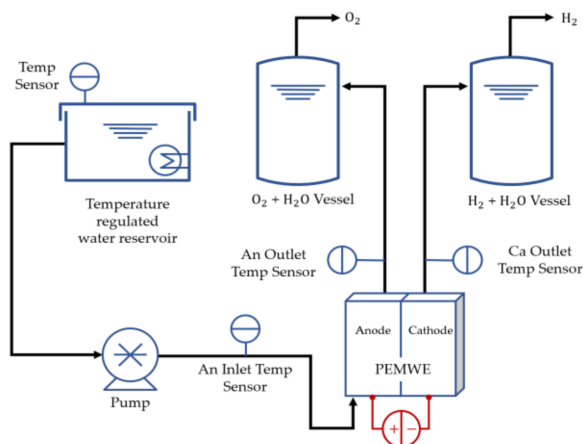 O₂
H₂
Temp
Sensor
Temperature
regulated
water reservoir
O₂ + H₂O Vessel
H₂ + H₂O Vessel
An Outlet
Temp Sensor
Ca Outlet
Temp Sensor
Anode
Cathode
PEMWE
An Inlet Temp
Sensor
Pump
+
−